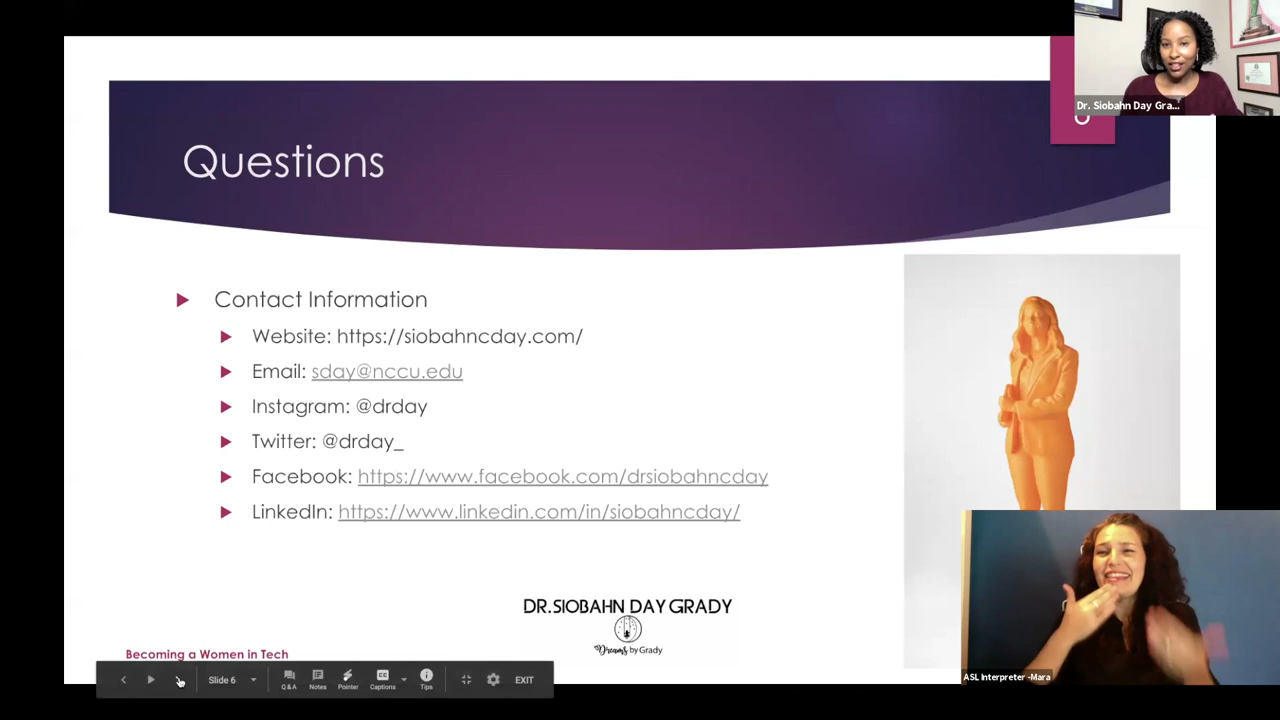 Dr. Siobahn Day Gra...
Questions
Contact Information
Website: https://siobahncday.com/
Email: sday@nccu.edu
Instagram: @drday
Twitter: @drday_
Facebook: https://www.facebook.com/drsiobahncday
LinkedIn: https://www.linkedin.com/in/siobahncday/
DR.SIOBAHN DAY GRADY
Dreams by Grady
Becoming a Women in Tech
Slide 6
Q & A
Notes
Pointer
CC
Captions
Tips
EXIT
ASL Interpreter -Mara